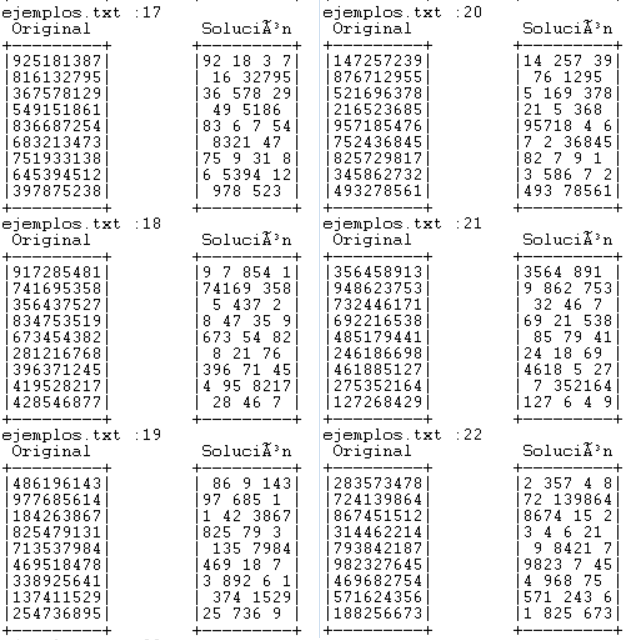 ejemplos.txt :17
Original SoluciÃ³n
+---------+ +---------+
|925181387| |92 18 3 7|
|816132795| | 16 32795|
|367578129| |36 578 29|
|549151861| | 49 5186 |
|836687254| |83 6 7 54|
|683213473| | 8321 47 |
|751933138| |75 9 31 8|
|645394512| |6 5394 12|
|397875238| | 978 523 |
+---------+ +---------+
ejemplos.txt :18
Original SoluciÃ³n
+---------+ +---------+
|917285481| |9 7 854 1|
|741695358| |74169 358|
|356437527| | 5 437 2 |
|834753519| |8 47 35 9|
|673454382| |673 54 82|
|281216768| | 8 21 76 |
|396371245| |396 71 45|
|419528217| |4 95 8217|
|428546877| | 28 46 7 |
+---------+ +---------+
ejemplos.txt :19
Original SoluciÃ³n
+---------+ +---------+
|486196143| | 86 9 143|
|977685614| |97 685 1 |
|184263867| |1 42 3867|
|825479131| |825 79 3 |
|713537984| | 135 7984|
|469518478| |469 18 7 |
|338925641| |3 892 6 1|
|137411529| | 374 1529|
|254736895| |25 736 9 |
+---------+ +---------+
ejemplos.txt :20
Original SoluciÃ³n
+---------+ +---------+
|147257239| |14 257 39|
|876712955| | 76 1295 |
|521696378| |5 169 378|
|216523685| |21 5 368 |
|957185476| |95718 4 6|
|752436845| |7 2 36845|
|825729817| |82 7 9 1 |
|345862732| |3 586 7 2|
|493278561| |493 78561|
+---------+ +---------+
ejemplos.txt :21
Original SoluciÃ³n
+---------+ +---------+
|356458913| |3564 891 |
|948623753| |9 862 753|
|732446171| | 32 46 7 |
|692216538| |69 21 538|
|485179441| | 85 79 41|
|246186698| |24 18 69 |
|461885127| |4618 5 27|
|275352164| | 7 352164|
|127268429| |127 6 4 9|
+---------+ +---------+
ejemplos.txt :22
Original SoluciÃ³n
+---------+ +---------+
|283573478| |2 357 4 8|
|724139864| |72 139864|
|867451512| |8674 15 2|
|314462214| |3 4 6 21 |
|793842187| | 9 8421 7|
|982327645| |9823 7 45|
|469682754| |4 968 75 |
|571624356| |571 243 6|
|188256673| |1 825 673|
+---------+ +---------+